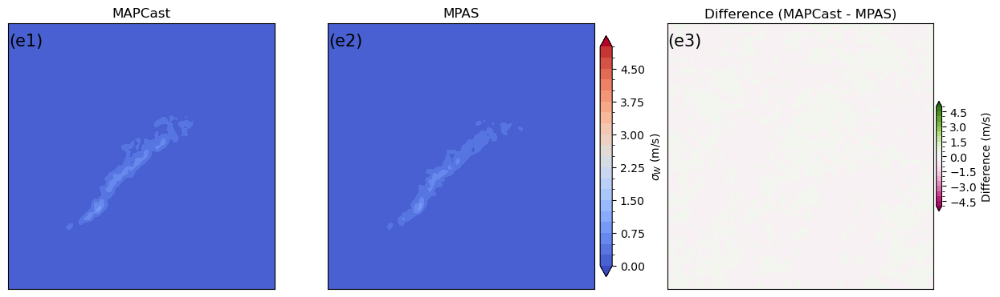 MAPCast
MPAS
Difference (MAPCast - MPAS)
(e1)
(e2)
(e3)
4.50
3.75
3.00
2.25
1.50
0.75
0.00
σ_W (m/s)
4.5
3.0
1.5
0.0
−1.5
−3.0
−4.5
Difference (m/s)